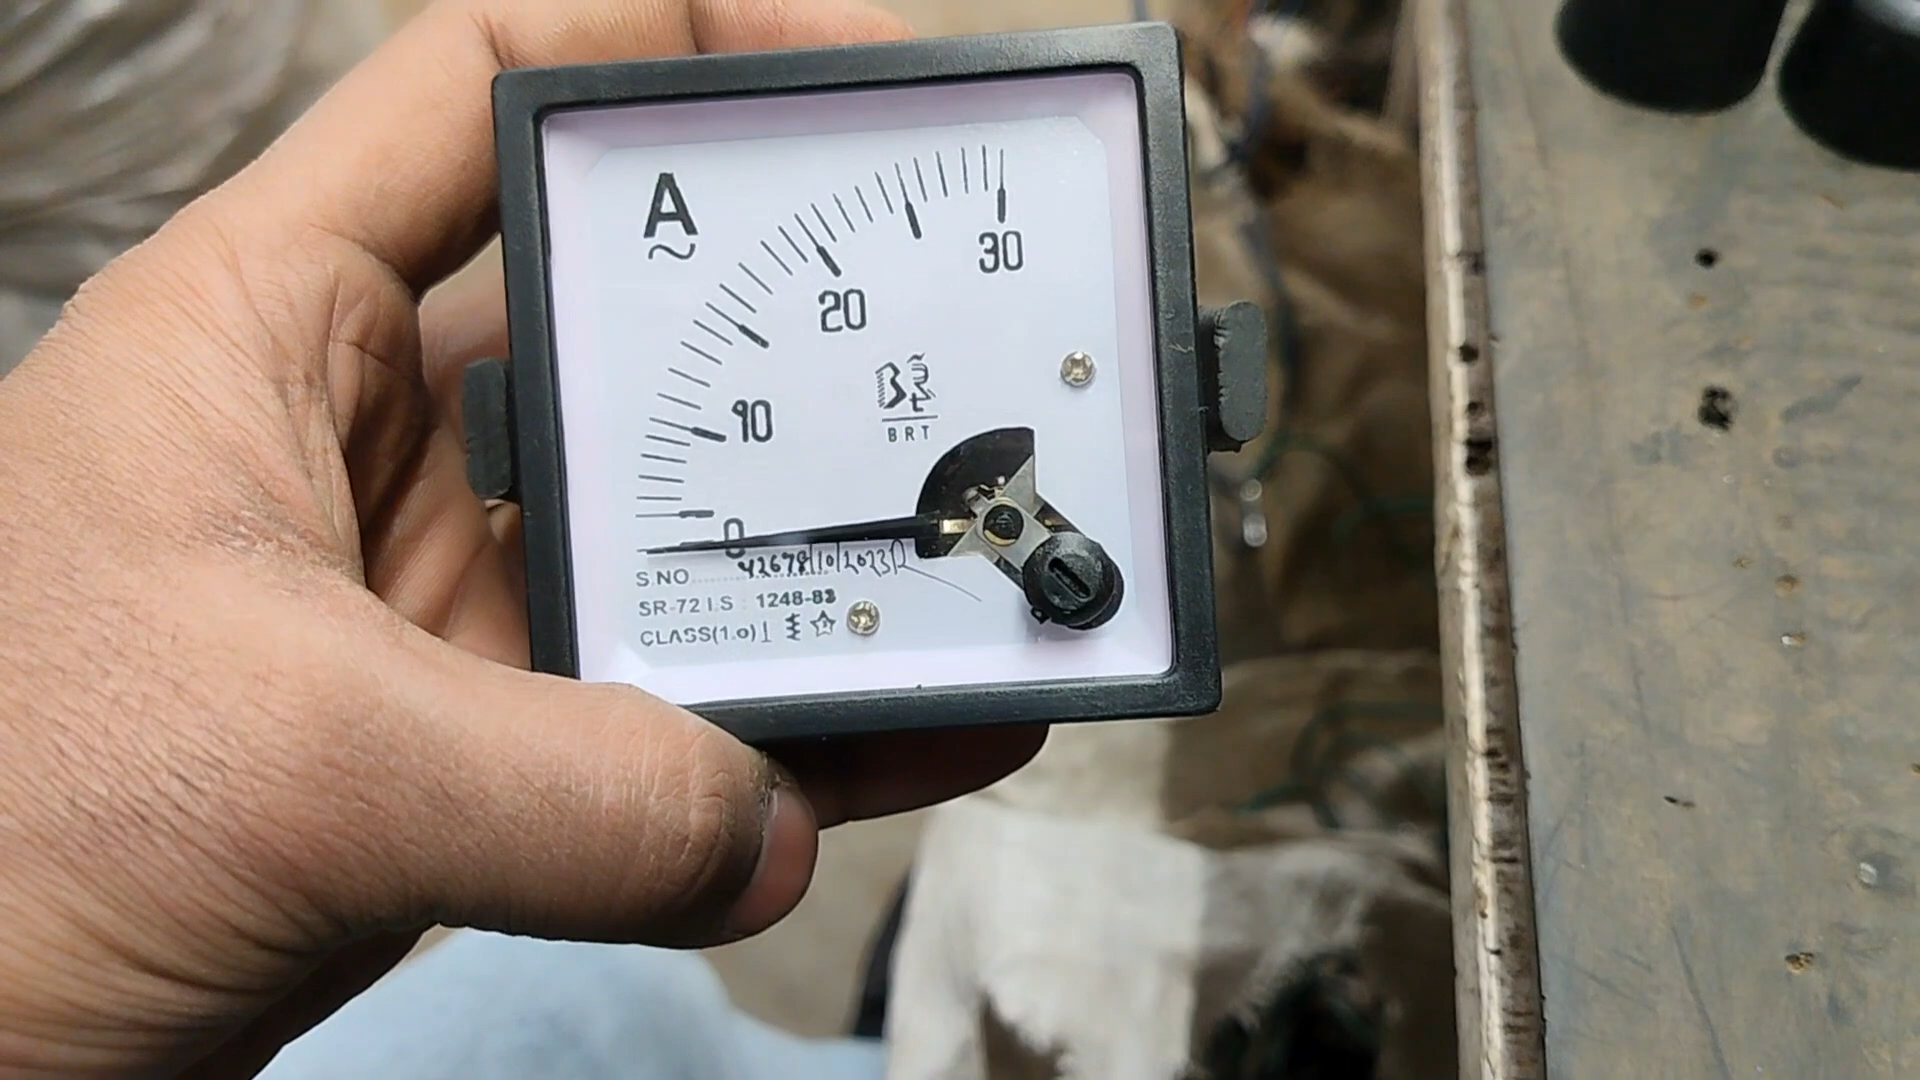 A
~
30
20
10
0
BRT
S.NO 42678/10/2023
SR-72 I.S : 1248-83
CLASS(1.0)